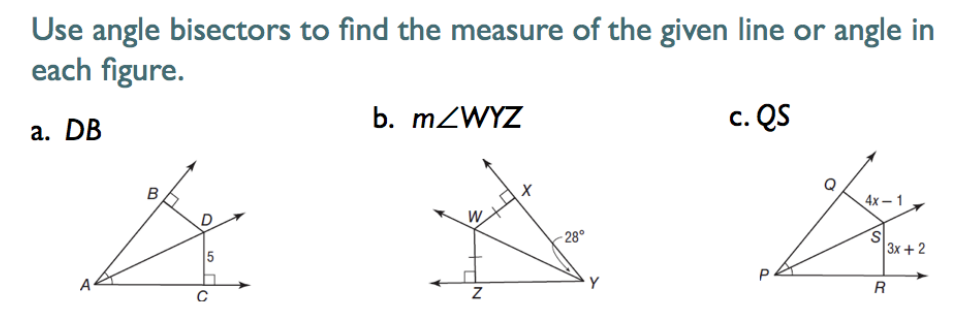 Use angle bisectors to find the measure of the given line or angle in
each figure.
a. DB
b. m∠WYZ
c. QS
B
D
5
A
C
X
W
28°
Y
Z
Q
4x – 1
S
3x + 2
P
R